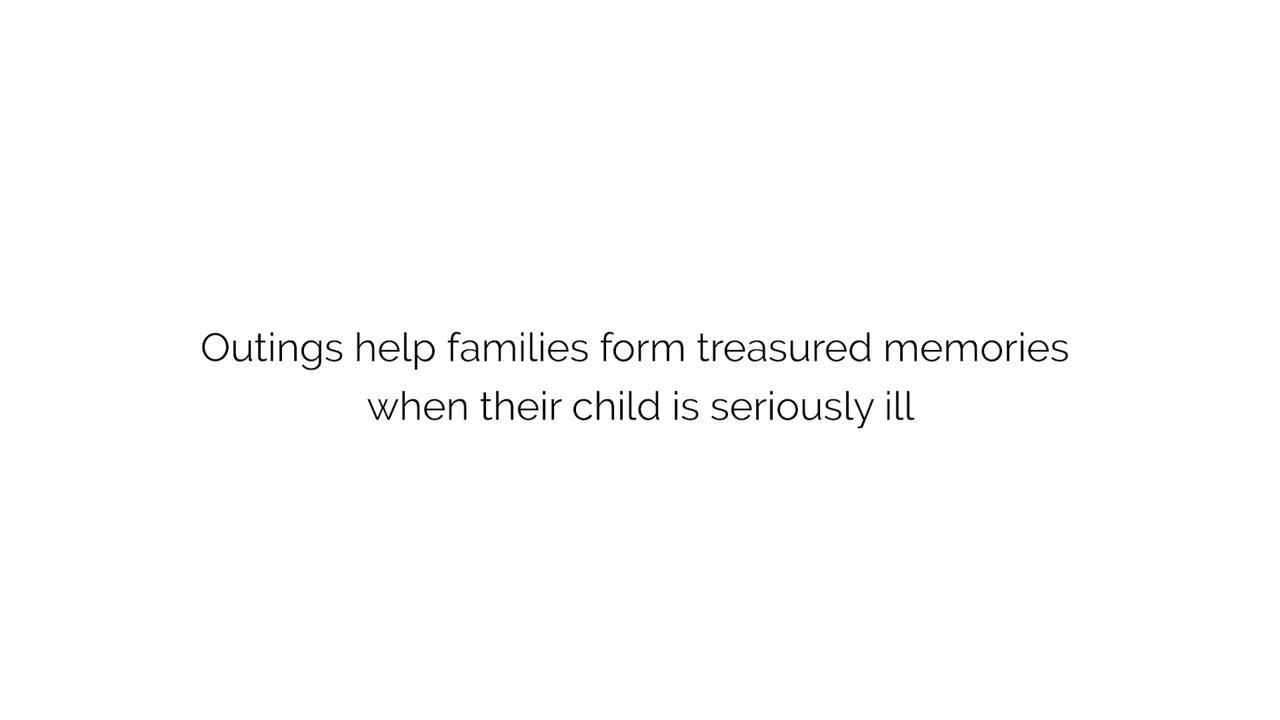 Outings help families form treasured memories
when their child is seriously ill